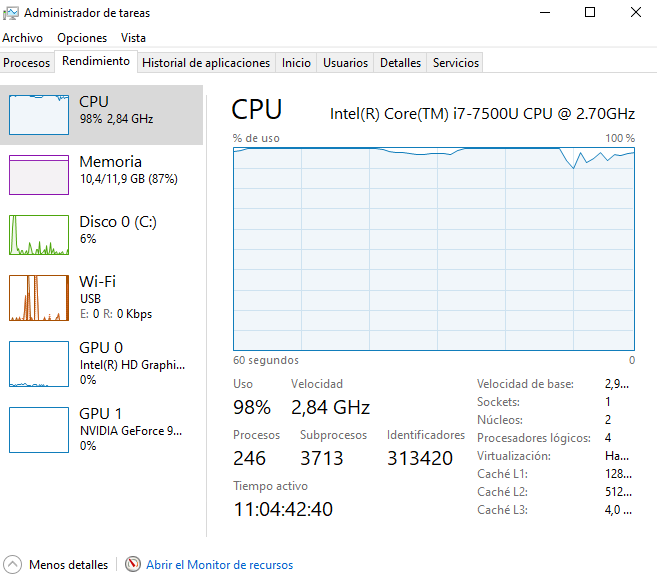 Administrador de tareas
Archivo Opciones Vista
Procesos Rendimiento Historial de aplicaciones Inicio Usuarios Detalles Servicios
CPU
98% 2,84 GHz
Memoria
10,4/11,9 GB (87%)
Disco 0 (C:)
6%
Wi-Fi
USB
E: 0 R: 0 Kbps
GPU 0
Intel(R) HD Graphi...
0%
GPU 1
NVIDIA GeForce 9...
0%
CPU Intel(R) Core(TM) i7-7500U CPU @ 2.70GHz
% de uso 100 %
60 segundos 0
Uso Velocidad
98% 2,84 GHz
Procesos Subprocesos Identificadores
246 3713 313420
Tiempo activo
11:04:42:40
Velocidad de base: 2,9...
Sockets: 1
Núcleos: 2
Procesadores lógicos: 4
Virtualización: Ha...
Caché L1: 128...
Caché L2: 512...
Caché L3: 4,0 ...
Menos detalles Abrir el Monitor de recursos